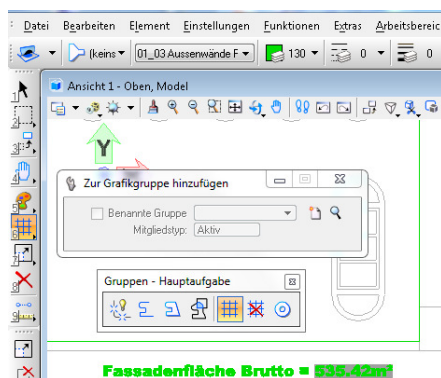 Datei Bearbeiten Element Einstellungen Funktionen Extras Arbeitsbereic
(keins 01_03 Aussenwände F 130 0 0
Ansicht 1 - Oben, Model
Y
Zur Grafikgruppe hinzufügen
Benannte Gruppe
Mitgliedstyp: Aktiv
Gruppen - Hauptaufgabe
Fassadenfläche Brutto = 535.42m²